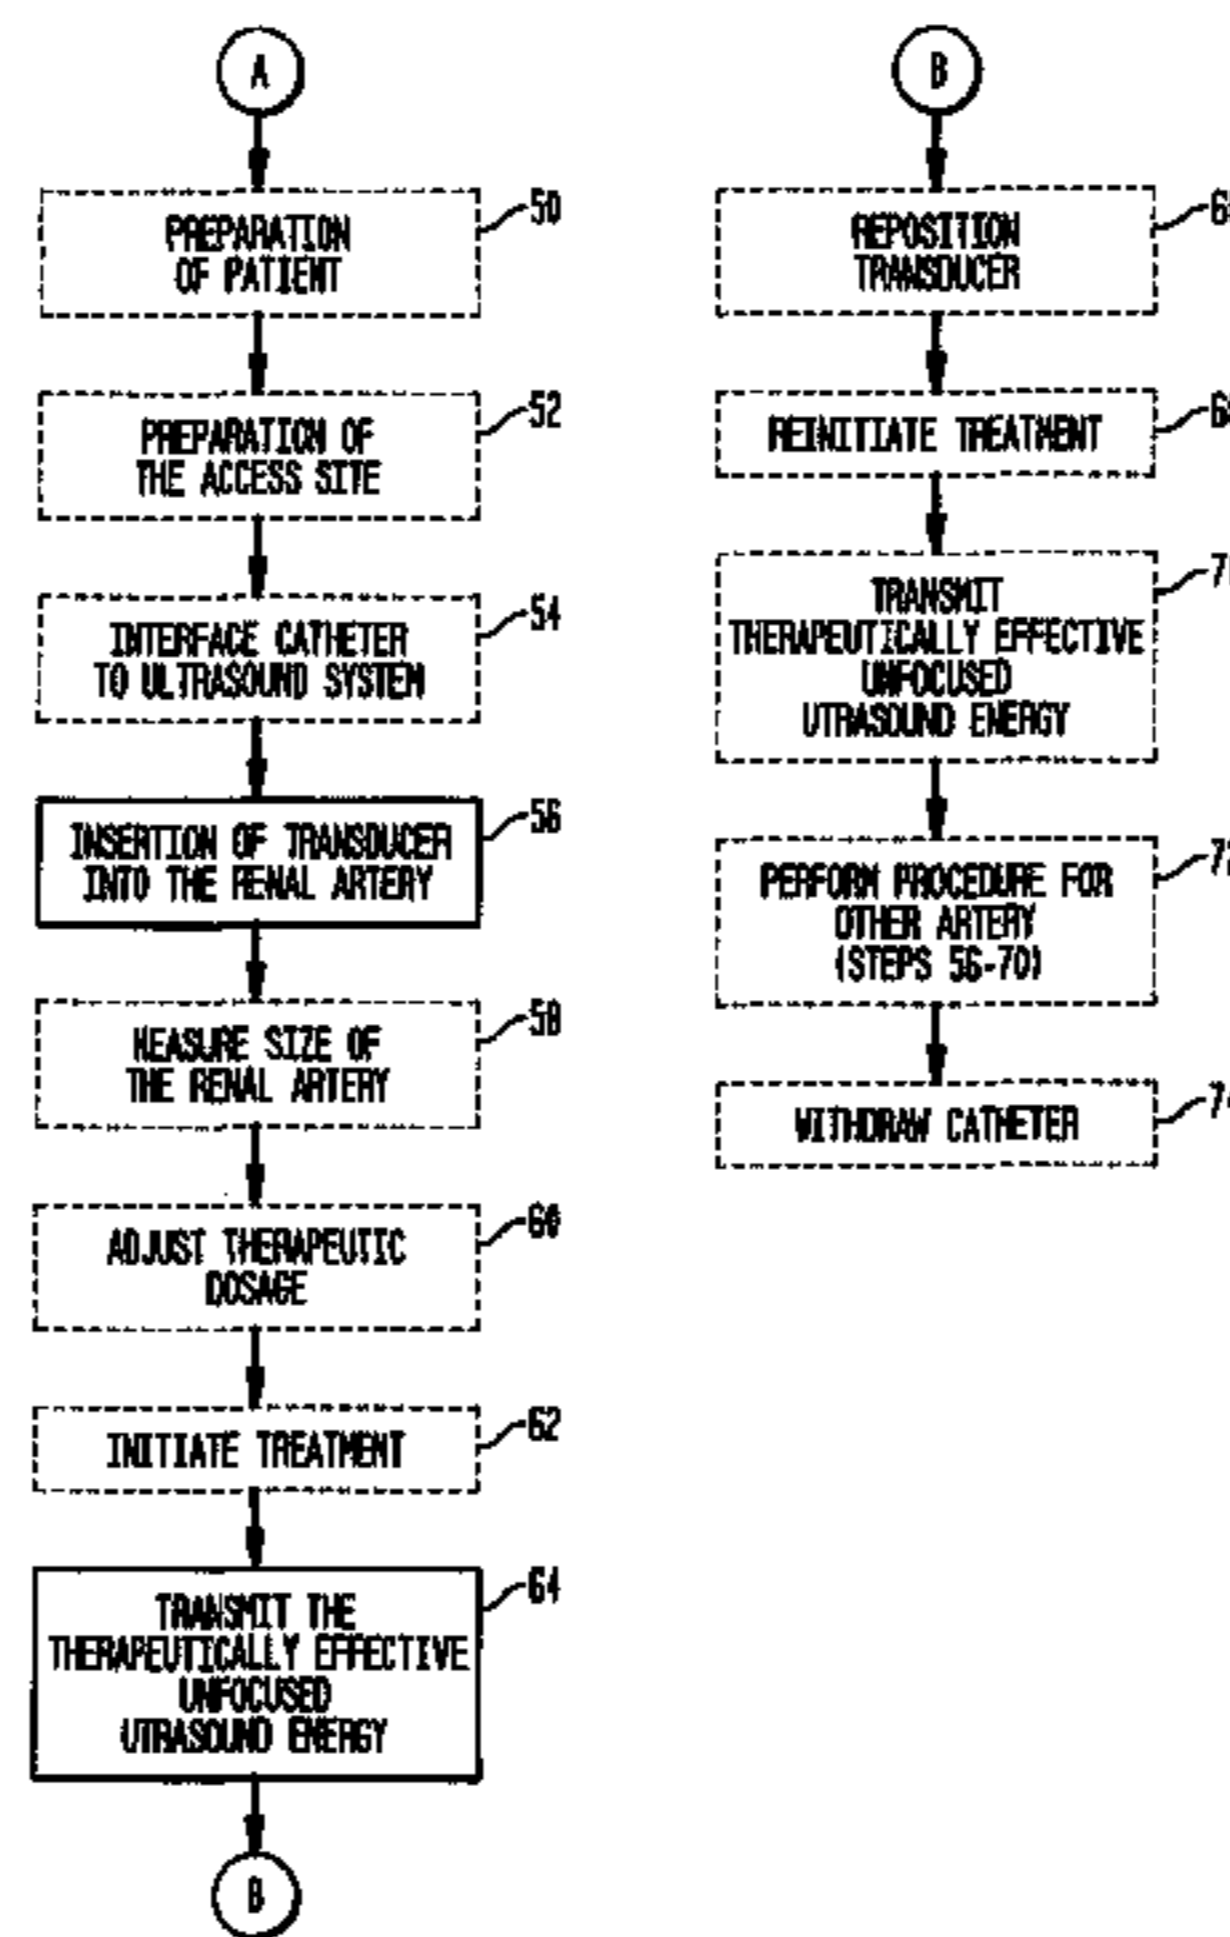 A
PREPARATION
OF PATIENT
50
PREPARATION OF
THE ACCESS SITE
52
INTERFACE CATHETER
TO ULTRASOUND SYSTEM
54
INSERTION OF TRANSDUCER
INTO THE RENAL ARTERY
56
MEASURE SIZE OF
THE RENAL ARTERY
58
ADJUST THERAPEUTIC
DOSAGE
60
INITIATE TREATMENT
62
TRANSMIT THE
THERAPEUTICALLY EFFECTIVE
UNFOCUSED
UTRASOUND ENERGY
64
B
B
REPOSITION
TRANSDUCER
REINITIATE TREATMENT
TRANSMIT
THERAPEUTICALLY EFFECTIVE
UNFOCUSED
UTRASOUND ENERGY
PERFORM PROCEDURE FOR
OTHER ARTERY
(STEPS 56-70)
WITHDRAW CATHETER